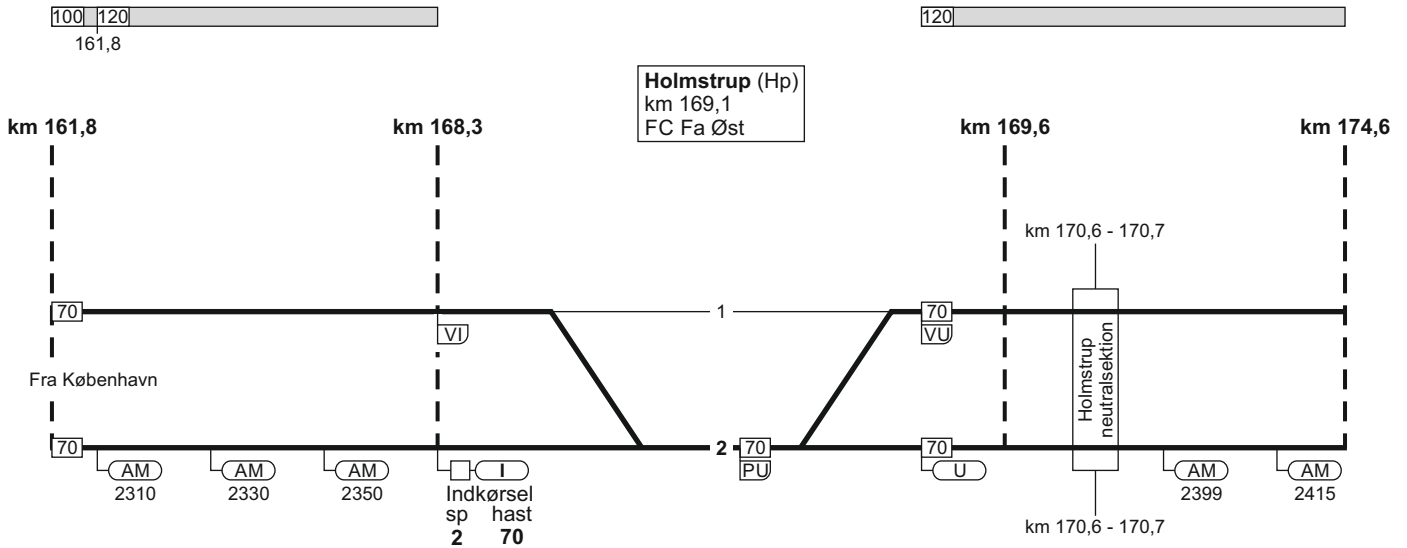 100 120
120
161,8
Holmstrup (Hp)
km 169,1
FC Fa Øst
km 161,8
km 168,3
km 169,6
km 174,6
km 170,6 - 170,7
70
1
70
VI
VU
Fra København
Holmstrup
neutralsektion
70
2
70
70
AM
AM
AM
I
PU
U
AM
AM
2310
2330
2350
Indkørsel
2399
2415
sp hast
2 70
km 170,6 - 170,7